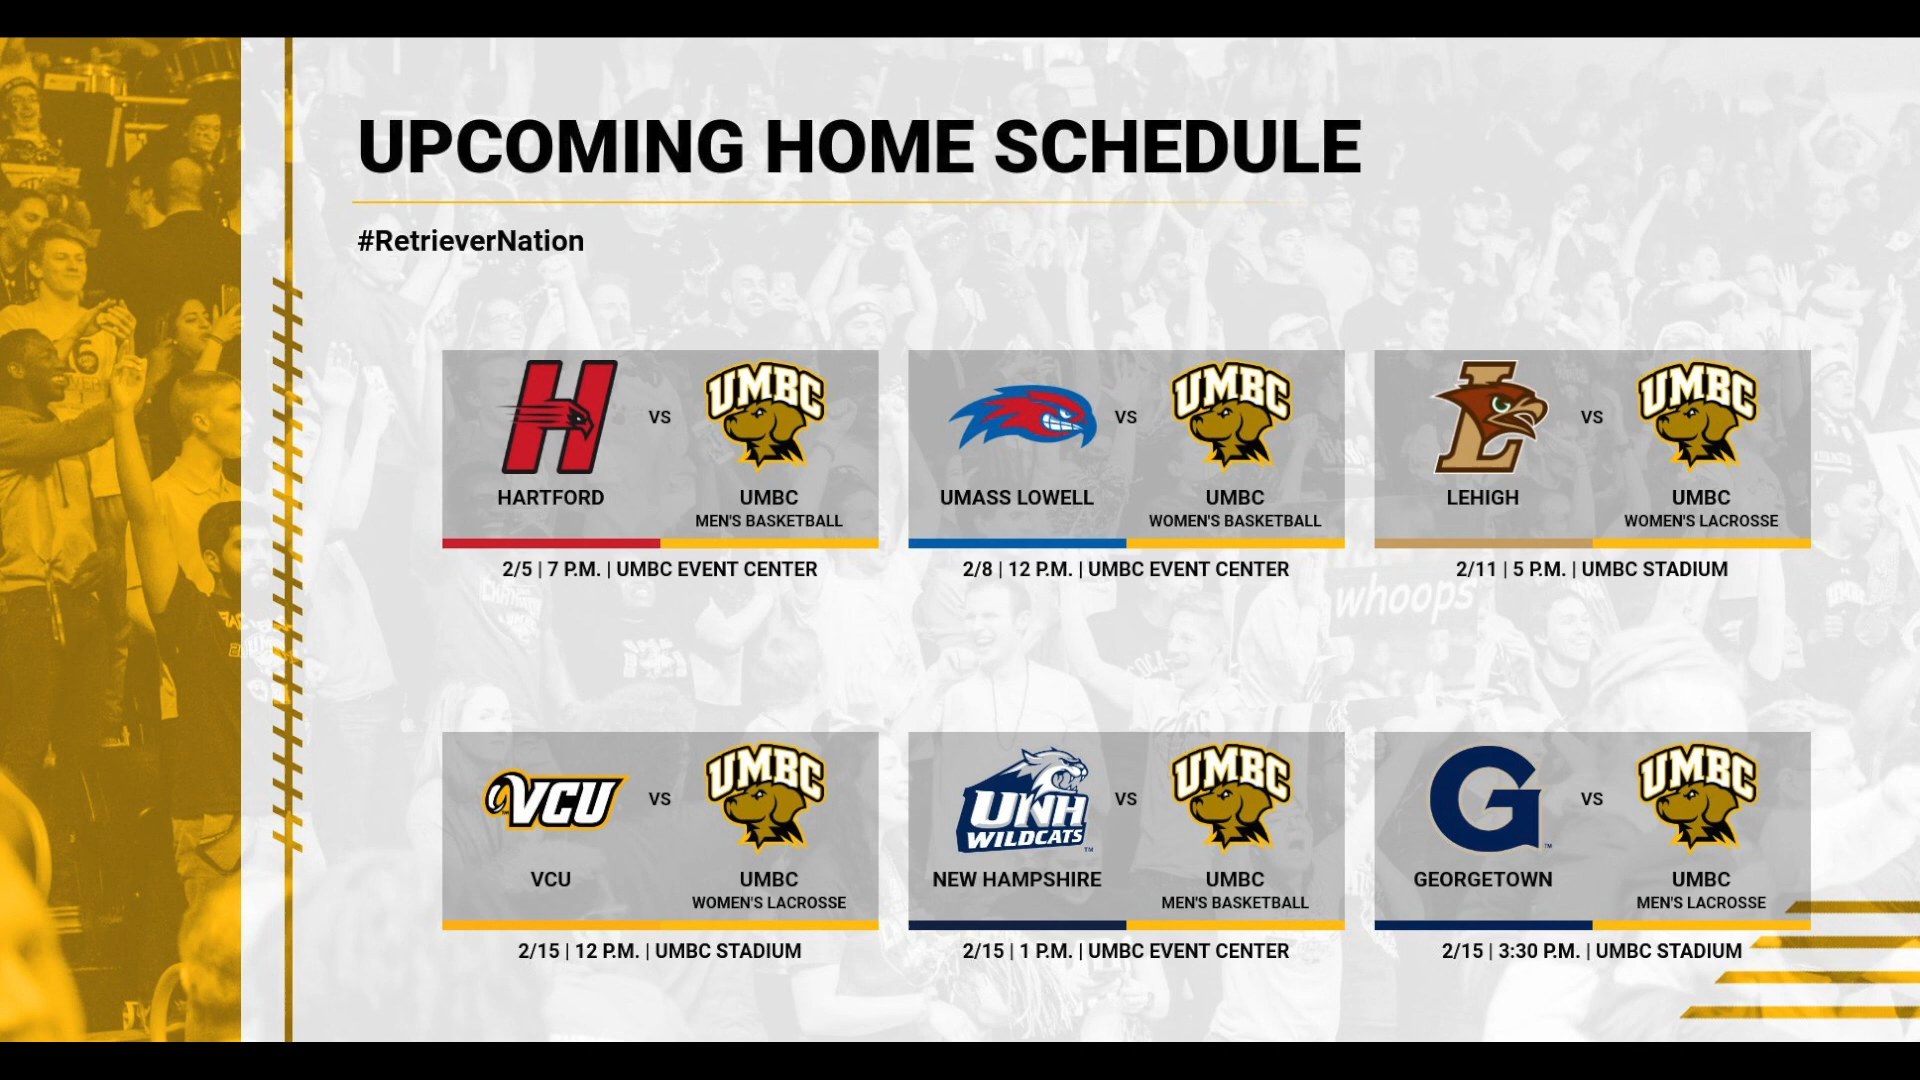 UPCOMING HOME SCHEDULE
#RetrieverNation
H VS UMBC
HARTFORD UMBC
MEN'S BASKETBALL
2/5 | 7 P.M. | UMBC EVENT CENTER
VS UMBC
UMASS LOWELL UMBC
WOMEN'S BASKETBALL
2/8 | 12 P.M. | UMBC EVENT CENTER
L VS UMBC
LEHIGH UMBC
WOMEN'S LACROSSE
2/11 | 5 P.M. | UMBC STADIUM
whoops
VCU VS UMBC
VCU UMBC
WOMEN'S LACROSSE
2/15 | 12 P.M. | UMBC STADIUM
UNH VS UMBC
WILDCATS TM
NEW HAMPSHIRE UMBC
MEN'S BASKETBALL
2/15 | 1 P.M. | UMBC EVENT CENTER
G TM VS UMBC
GEORGETOWN UMBC
MEN'S LACROSSE
2/15 | 3:30 P.M. | UMBC STADIUM